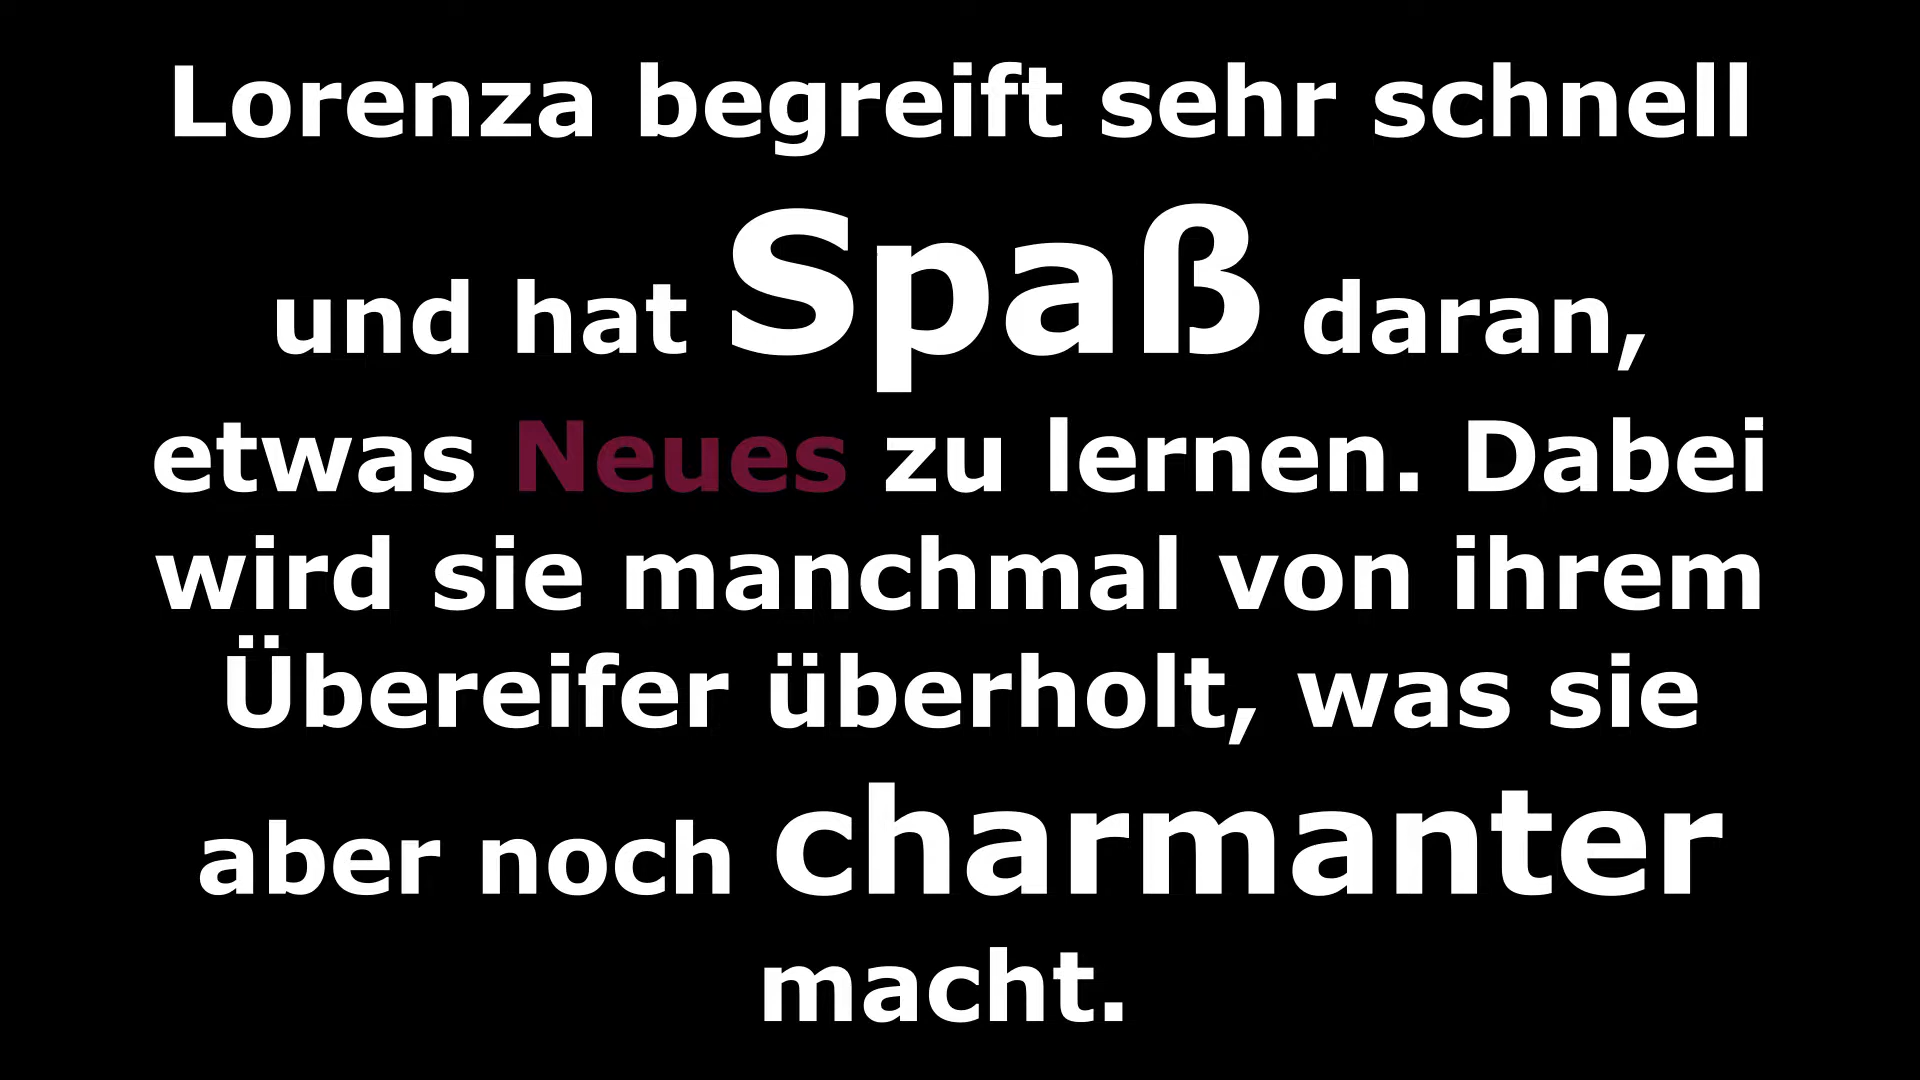 Lorenza begreift sehr schnell
und hat Spaß daran,
etwas Neues zu lernen. Dabei
wird sie manchmal von ihrem
Übereifer überholt, was sie
aber noch charmanter
macht.